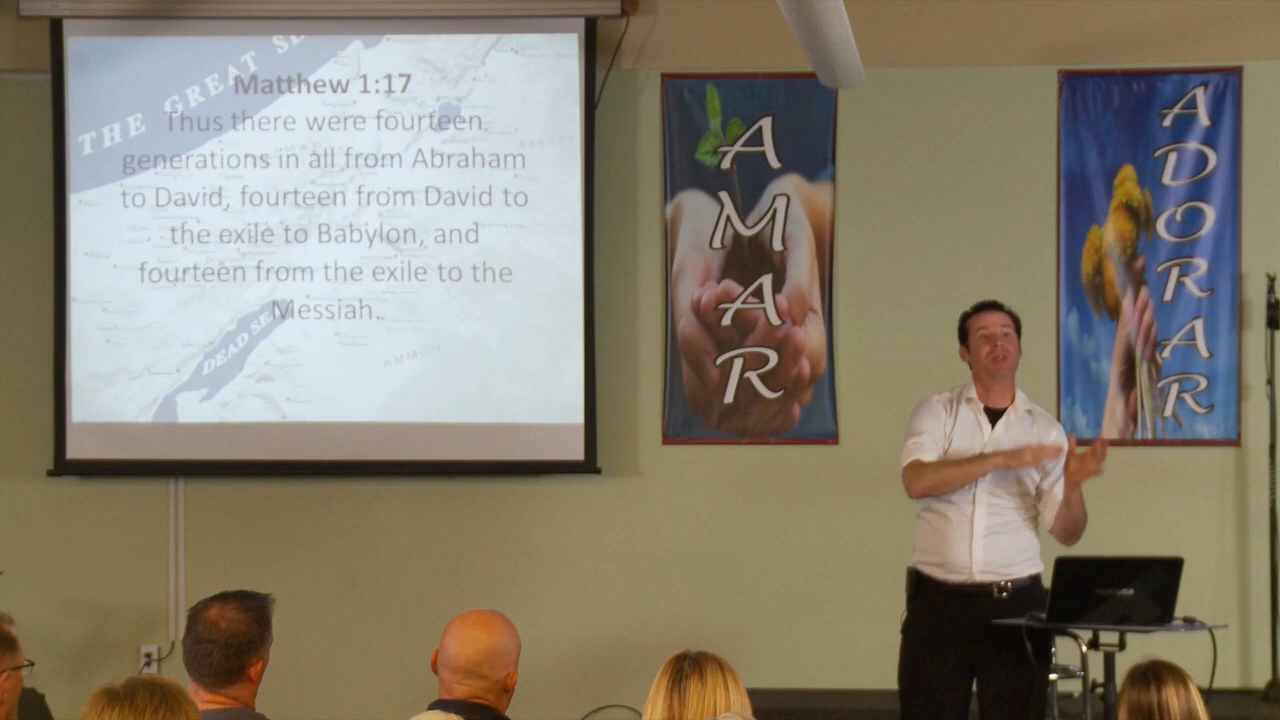 THE GREAT
Matthew 1:17
Thus there were fourteen
generations in all from Abraham
to David, fourteen from David to
the exile to Babylon, and
fourteen from the exile to the
Messiah.
DEAD SE
AMMON
AMAR
ADORAR